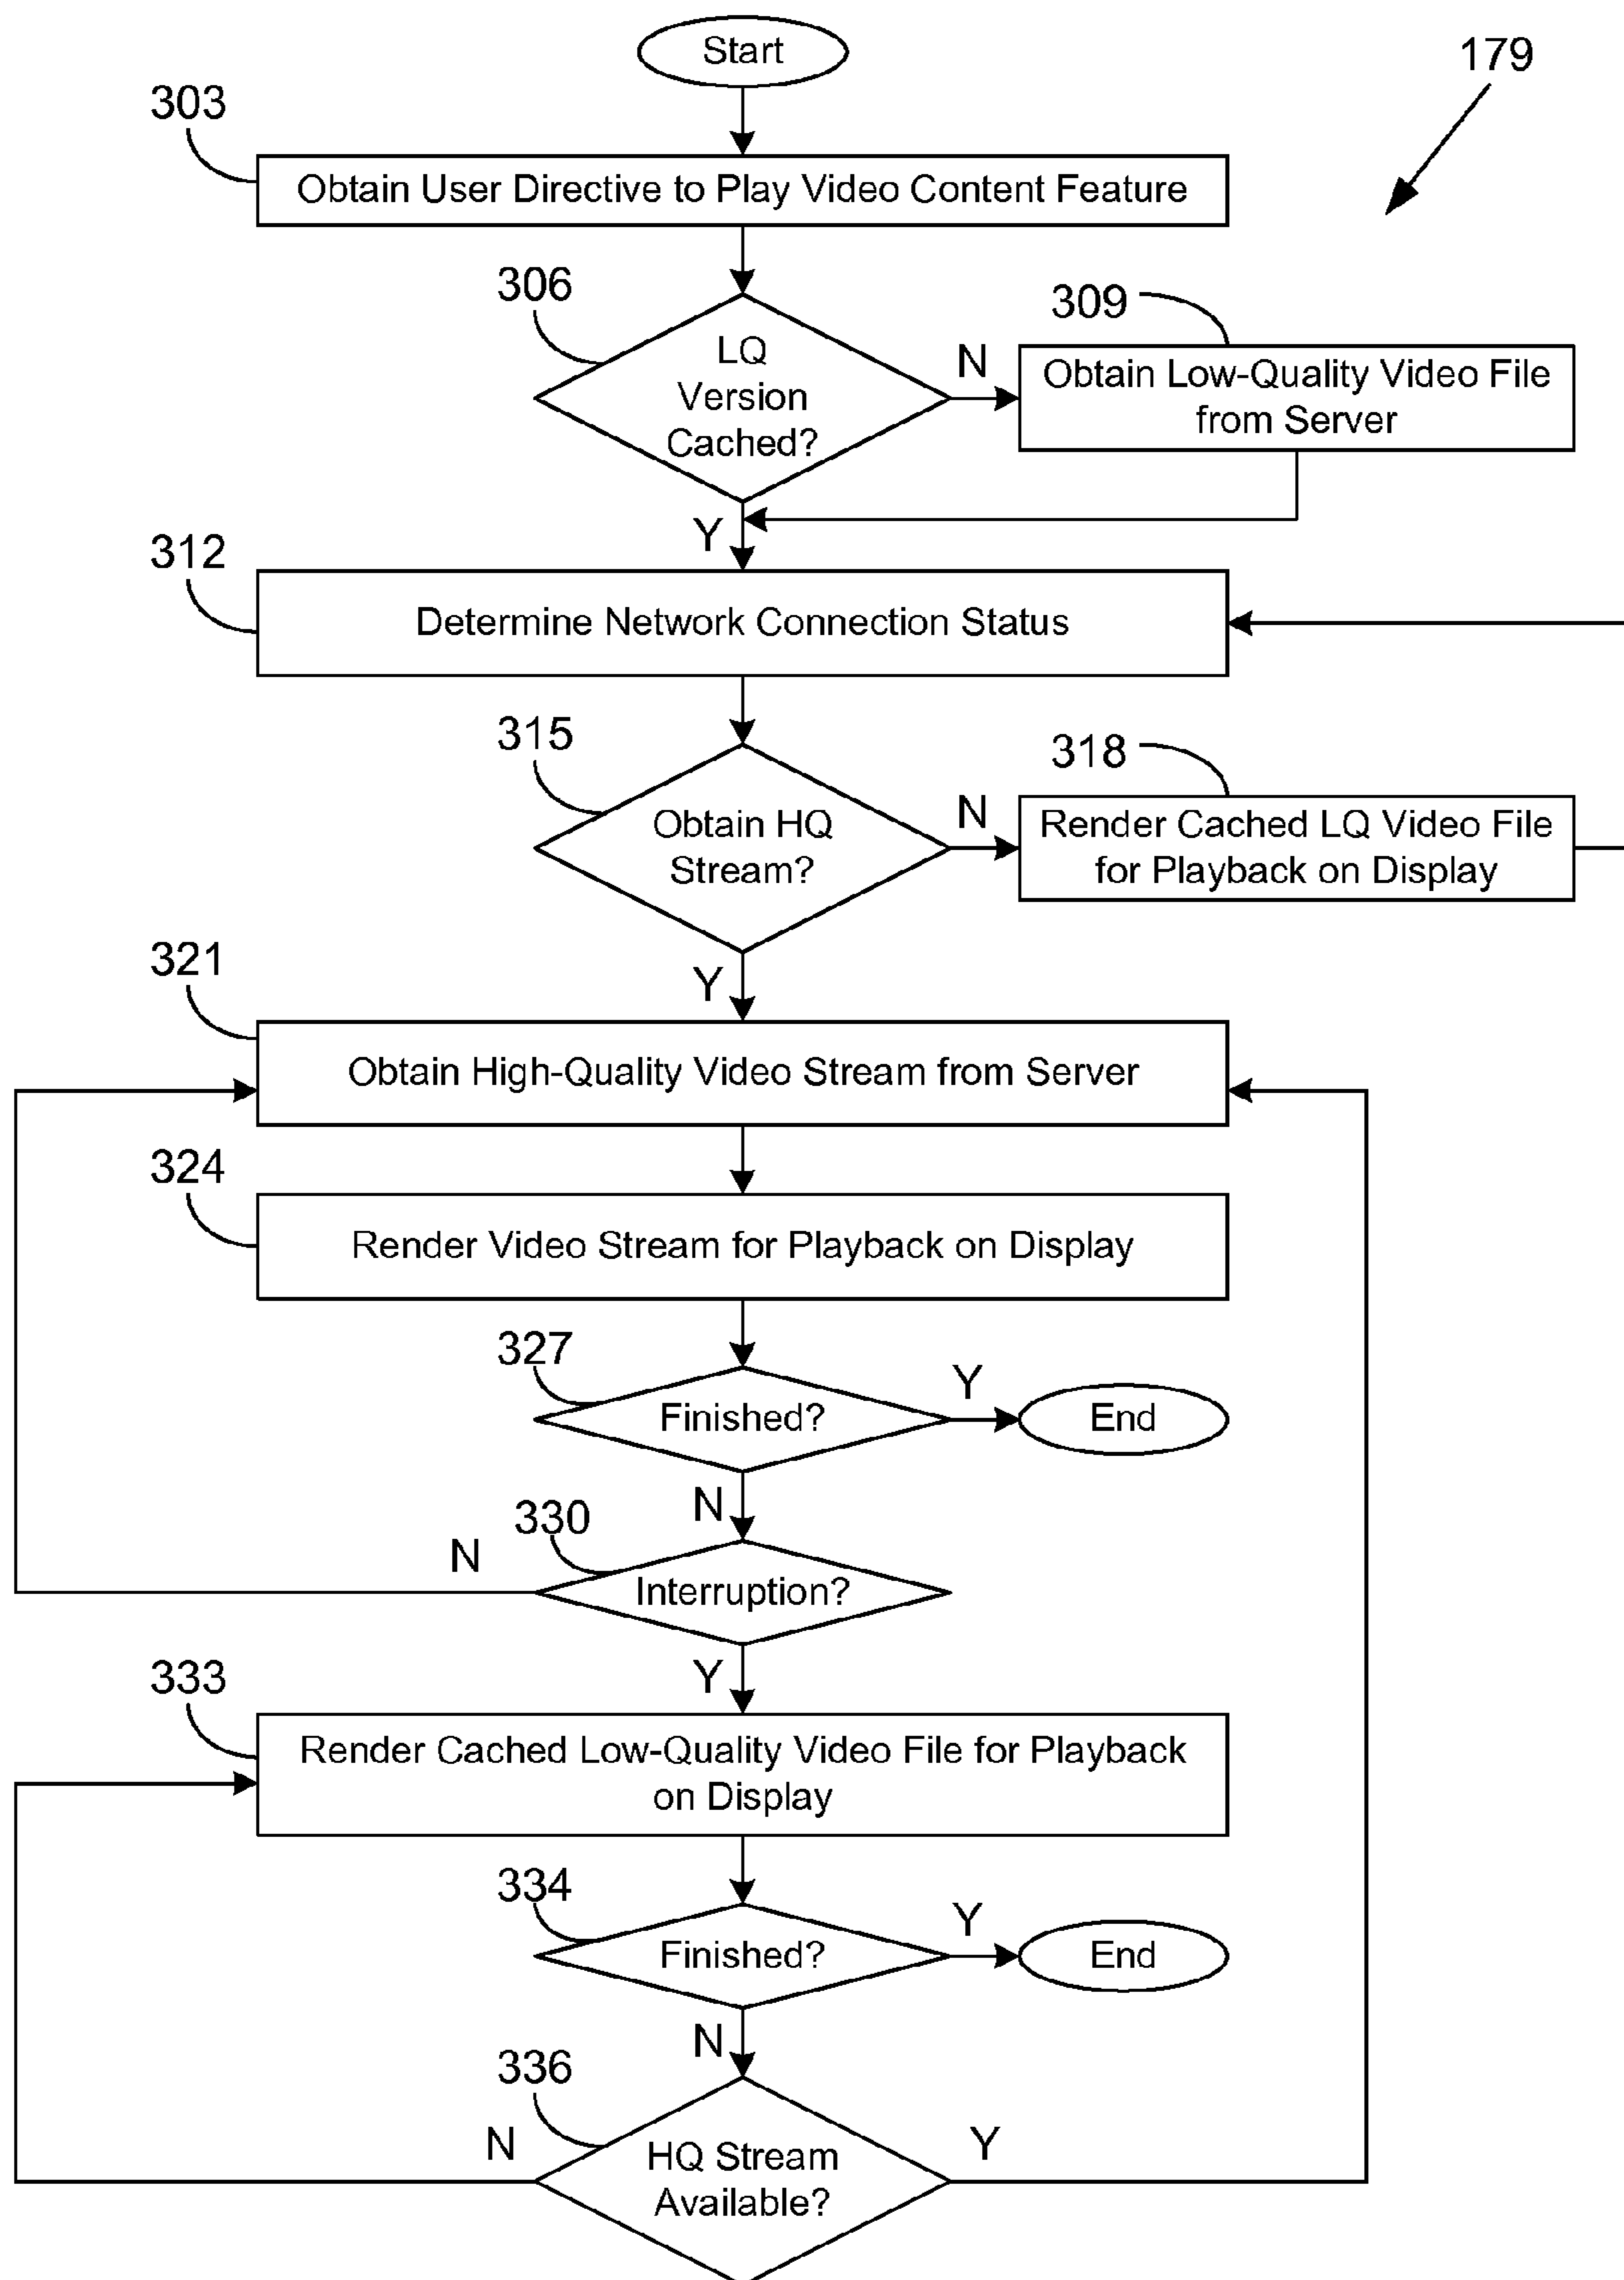 Start
179
303
Obtain User Directive to Play Video Content Feature
306
LQ
Version
Cached?
N
309
Obtain Low-Quality Video File
from Server
Y
312
Determine Network Connection Status
315
Obtain HQ
Stream?
N
318
Render Cached LQ Video File
for Playback on Display
Y
321
Obtain High-Quality Video Stream from Server
324
Render Video Stream for Playback on Display
327
Finished?
Y
End
N
330
Interruption?
N
Y
333
Render Cached Low-Quality Video File for Playback
on Display
334
Finished?
Y
End
N
336
HQ Stream
Available?
N
Y